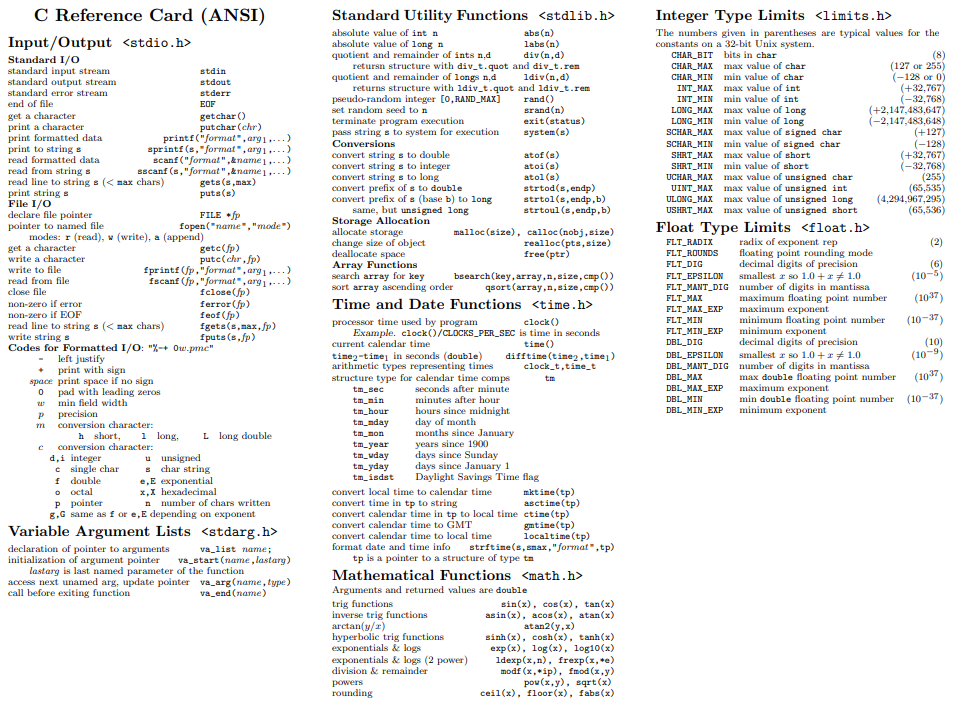 C Reference Card (ANSI)
Input/Output <stdio.h>
Standard I/O
standard input stream stdin
standard output stream stdout
standard error stream stderr
end of file EOF
get a character getchar()
print a character putchar(chr)
print formatted data printf("format",arg1,...)
print to string s sprintf(s,"format",arg1,...)
read formatted data scanf("format",&name1,...)
read from string s sscanf(s,"format",&name1,...)
read line to string s (< max chars) gets(s,max)
print string s puts(s)
File I/O
declare file pointer FILE *fp
pointer to named file fopen("name","mode")
modes: r (read), w (write), a (append)
get a character getc(fp)
write a character putc(chr,fp)
write to file fprintf(fp,"format",arg1,...)
read from file fscanf(fp,"format",arg1,...)
close file fclose(fp)
non-zero if error ferror(fp)
non-zero if EOF feof(fp)
read line to string s (< max chars) fgets(s,max,fp)
write string s fputs(s,fp)
Codes for Formatted I/O: "%-+ 0w.pmc"
- left justify
+ print with sign
space print space if no sign
0 pad with leading zeros
w min field width
p precision
m conversion character:
h short, l long, L long double
c conversion character:
d,i integer u unsigned
c single char s char string
f double e,E exponential
o octal x,X hexadecimal
p pointer n number of chars written
g,G same as f or e,E depending on exponent
Variable Argument Lists <stdarg.h>
declaration of pointer to arguments va_list name;
initialization of argument pointer va_start(name,lastarg)
lastarg is last named parameter of the function
access next unamed arg, update pointer va_arg(name,type)
call before exiting function va_end(name)
Standard Utility Functions <stdlib.h>
absolute value of int n abs(n)
absolute value of long n labs(n)
quotient and remainder of ints n,d div(n,d)
retursn structure with div_t.quot and div_t.rem
quotient and remainder of longs n,d ldiv(n,d)
returns structure with ldiv_t.quot and ldiv_t.rem
pseudo-random integer [0,RAND_MAX] rand()
set random seed to n srand(n)
terminate program execution exit(status)
pass string s to system for execution system(s)
Conversions
convert string s to double atof(s)
convert string s to integer atoi(s)
convert string s to long atol(s)
convert prefix of s to double strtod(s,endp)
convert prefix of s (base b) to long strtol(s,endp,b)
same, but unsigned long strtoul(s,endp,b)
Storage Allocation
allocate storage malloc(size), calloc(nobj,size)
change size of object realloc(pts,size)
deallocate space free(ptr)
Array Functions
search array for key bsearch(key,array,n,size,cmp())
sort array ascending order qsort(array,n,size,cmp())
Time and Date Functions <time.h>
processor time used by program clock()
Example. clock()/CLOCKS_PER_SEC is time in seconds
current calendar time time()
time2-time1 in seconds (double) difftime(time2,time1)
arithmetic types representing times clock_t,time_t
structure type for calendar time comps tm
tm_sec seconds after minute
tm_min minutes after hour
tm_hour hours since midnight
tm_mday day of month
tm_mon months since January
tm_year years since 1900
tm_wday days since Sunday
tm_yday days since January 1
tm_isdst Daylight Savings Time flag
convert local time to calendar time mktime(tp)
convert time in tp to string asctime(tp)
convert calendar time in tp to local time ctime(tp)
convert calendar time to GMT gmtime(tp)
convert calendar time to local time localtime(tp)
format date and time info strftime(s,smax,"format",tp)
tp is a pointer to a structure of type tm
Mathematical Functions <math.h>
Arguments and returned values are double
trig functions sin(x), cos(x), tan(x)
inverse trig functions asin(x), acos(x), atan(x)
arctan(y/x) atan2(y,x)
hyperbolic trig functions sinh(x), cosh(x), tanh(x)
exponentials & logs exp(x), log(x), log10(x)
exponentials & logs (2 power) ldexp(x,n), frexp(x,*e)
division & remainder modf(x,*ip), fmod(x,y)
powers pow(x,y), sqrt(x)
rounding ceil(x), floor(x), fabs(x)
Integer Type Limits <limits.h>
The numbers given in parentheses are typical values for the
constants on a 32-bit Unix system.
CHAR_BIT bits in char (8)
CHAR_MAX max value of char (127 or 255)
CHAR_MIN min value of char (−128 or 0)
INT_MAX max value of int (+32,767)
INT_MIN min value of int (−32,768)
LONG_MAX max value of long (+2,147,483,647)
LONG_MIN min value of long (−2,147,483,648)
SCHAR_MAX max value of signed char (+127)
SCHAR_MIN min value of signed char (−128)
SHRT_MAX max value of short (+32,767)
SHRT_MIN min value of short (−32,768)
UCHAR_MAX max value of unsigned char (255)
UINT_MAX max value of unsigned int (65,535)
ULONG_MAX max value of unsigned long (4,294,967,295)
USHRT_MAX max value of unsigned short (65,536)
Float Type Limits <float.h>
FLT_RADIX radix of exponent rep (2)
FLT_ROUNDS floating point rounding mode
FLT_DIG decimal digits of precision (6)
FLT_EPSILON smallest x so 1.0 + x ≠ 1.0 (10⁻⁵)
FLT_MANT_DIG number of digits in mantissa
FLT_MAX maximum floating point number (10³⁷)
FLT_MAX_EXP maximum exponent
FLT_MIN minimum floating point number (10⁻³⁷)
FLT_MIN_EXP minimum exponent
DBL_DIG decimal digits of precision (10)
DBL_EPSILON smallest x so 1.0 + x ≠ 1.0 (10⁻⁹)
DBL_MANT_DIG number of digits in mantissa
DBL_MAX max double floating point number (10³⁷)
DBL_MAX_EXP maximum exponent
DBL_MIN min double floating point number (10⁻³⁷)
DBL_MIN_EXP minimum exponent